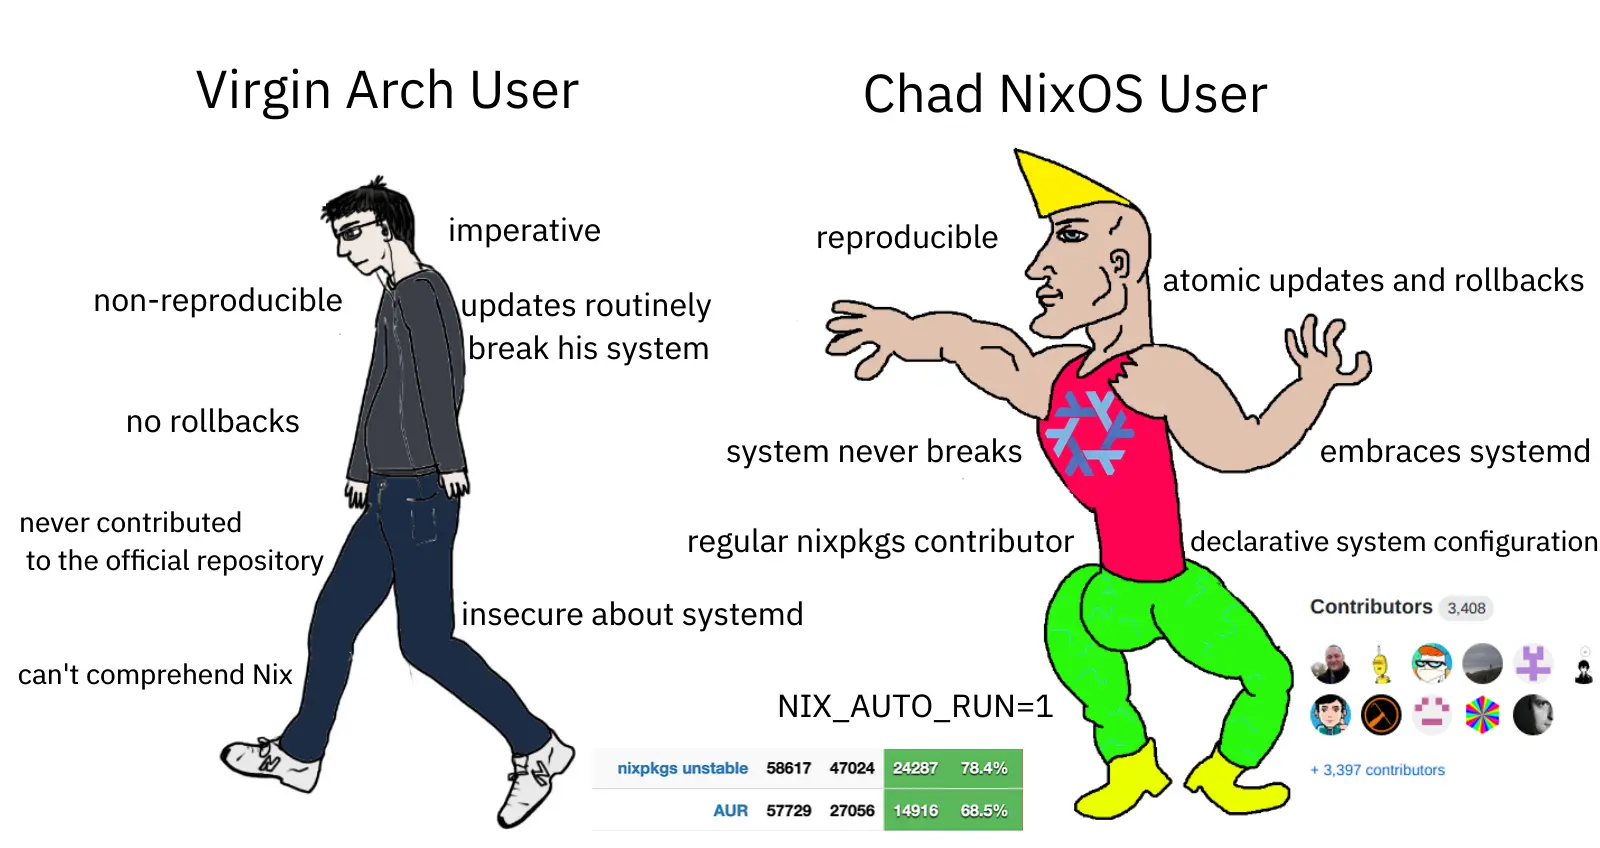 Virgin Arch User
imperative
non-reproducible
updates routinely
break his system
no rollbacks
never contributed
to the official repository
insecure about systemd
can't comprehend Nix
Chad NixOS User
reproducible
atomic updates and rollbacks
system never breaks
embraces systemd
regular nixpkgs contributor
declarative system configuration
NIX_AUTO_RUN=1
nixpkgs unstable 58617 47024 24287 78.4%
AUR 57729 27056 14916 68.5%
Contributors 3,408
+ 3,397 contributors